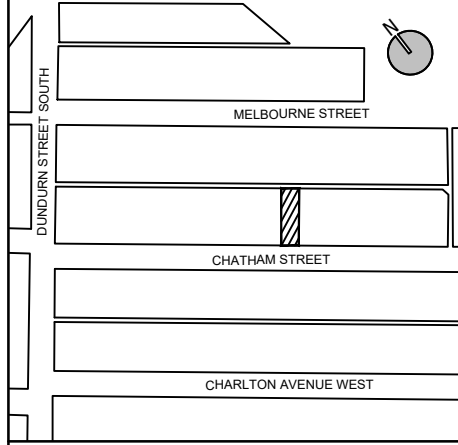 N
MELBOURNE STREET
DUNDURN STREET SOUTH
CHATHAM STREET
CHARLTON AVENUE WEST